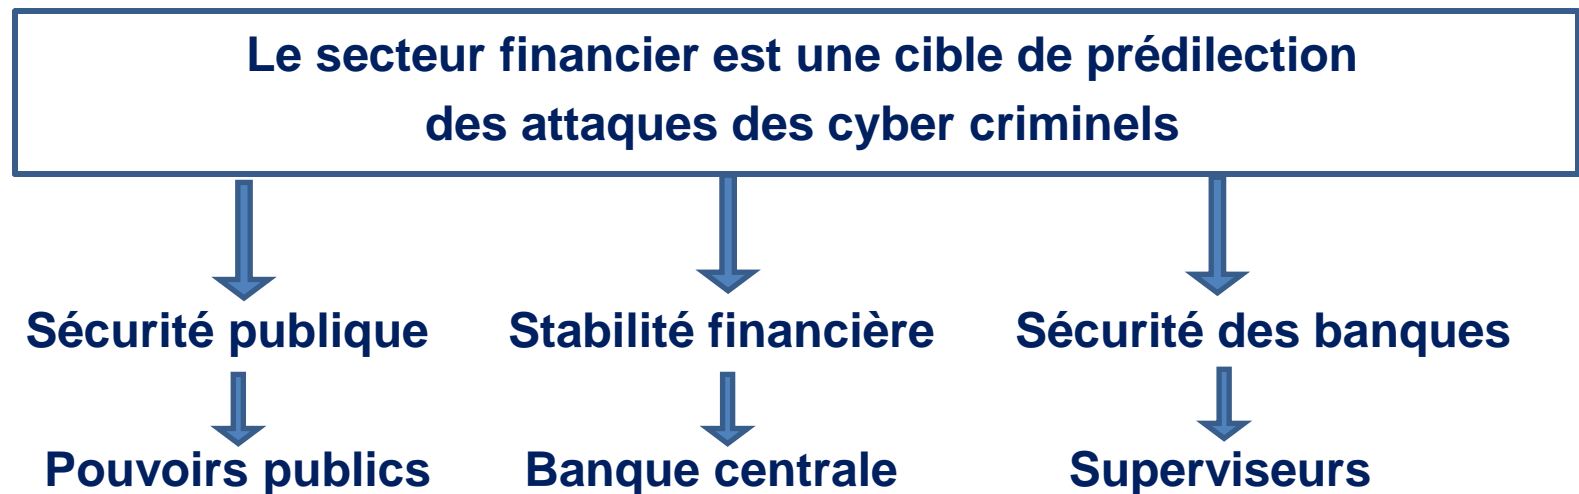 Le secteur financier est une cible de prédilection
des attaques des cyber criminels
Sécurité publique Stabilité financière Sécurité des banques
Pouvoirs publics Banque centrale Superviseurs